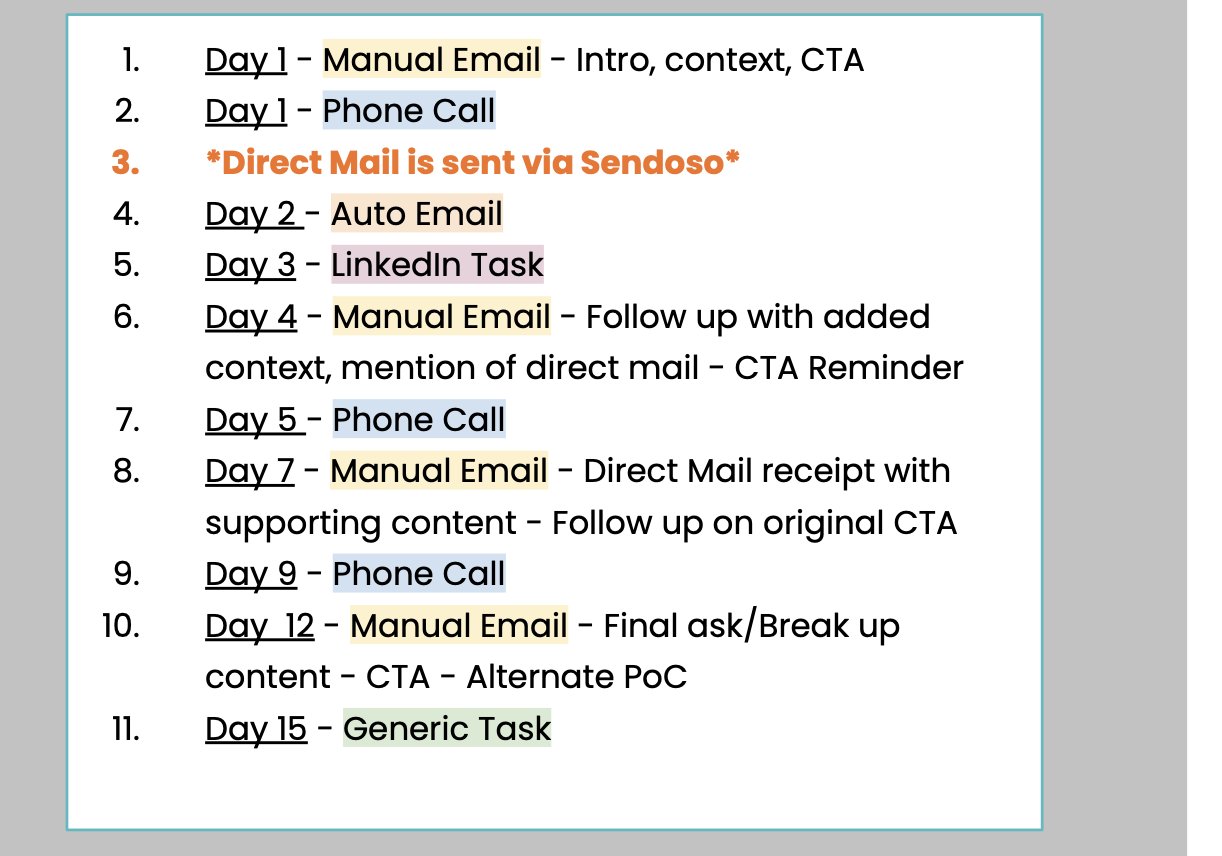 1. Day 1 - Manual Email - Intro, context, CTA
2. Day 1 - Phone Call
3. *Direct Mail is sent via Sendoso*
4. Day 2 - Auto Email
5. Day 3 - LinkedIn Task
6. Day 4 - Manual Email - Follow up with added
context, mention of direct mail - CTA Reminder
7. Day 5 - Phone Call
8. Day 7 - Manual Email - Direct Mail receipt with
supporting content - Follow up on original CTA
9. Day 9 - Phone Call
10. Day  12 - Manual Email - Final ask/Break up
content - CTA - Alternate PoC
11. Day 15 - Generic Task